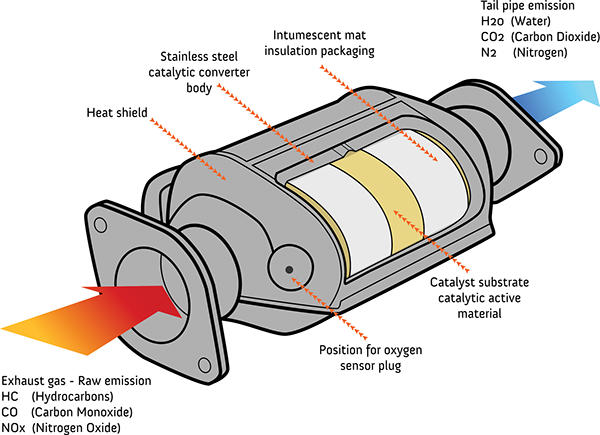 Tail pipe emission
H2O (Water)
CO2 (Carbon Dioxide)
N2 (Nitrogen)
Intumescent mat
insulation packaging
Stainless steel
catalytic converter
body
Heat shield
Catalyst substrate
catalytic active
material
Position for oxygen
sensor plug
Exhaust gas - Raw emission
HC (Hydrocarbons)
CO (Carbon Monoxide)
NOx (Nitrogen Oxide)